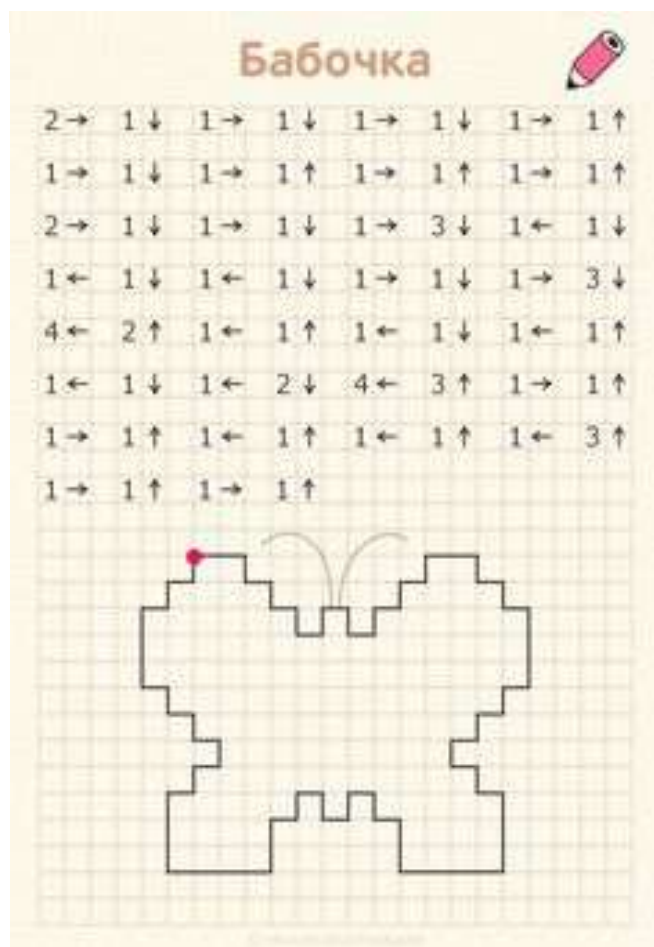 Бабочка
2→ 1↓ 1→ 1↓ 1→ 1↓ 1→ 1↑
1→ 1↓ 1→ 1↑ 1→ 1↑ 1→ 1↑
2→ 1↓ 1→ 1↓ 1→ 3↓ 1← 1↓
1← 1↓ 1← 1↓ 1→ 1↓ 1→ 3↓
4← 2↑ 1← 1↑ 1← 1↓ 1← 1↑
1← 1↓ 1← 2↓ 4← 3↑ 1→ 1↑
1→ 1↑ 1← 1↑ 1← 1↑ 1← 3↑
1→ 1↑ 1→ 1↑